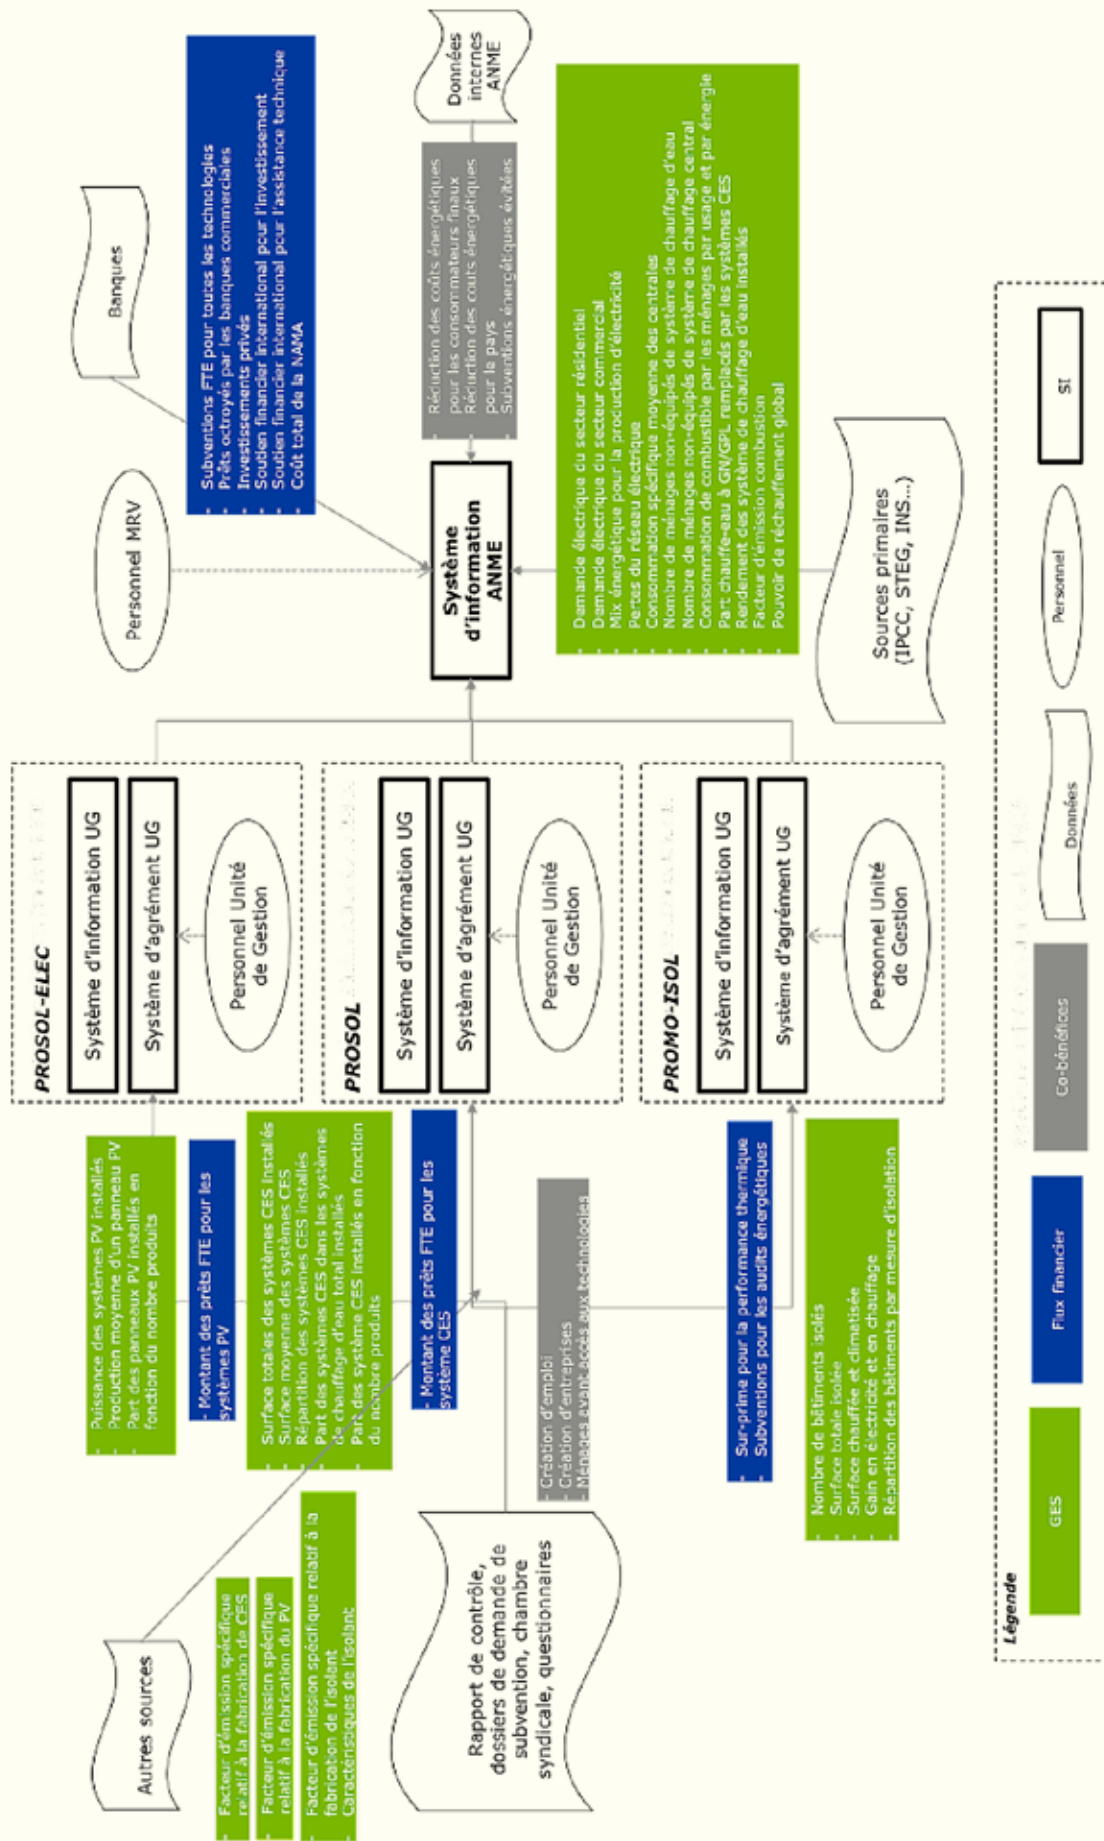 Autres sources
- Facteur d'émission spécifique
relatif à la fabrication de CES
- Facteur d'émission spécifique
relatif à la fabrication du PV
- Facteur d'émission spécifique relatif à la
fabrication de l'isolant
- Caractéristiques de l'isolant
Rapport de contrôle,
dossiers de demande de
subvention, chambre
syndicale, questionnaires
- Puissance des systèmes PV installés
- Production moyenne d'un panneau PV
- Part des panneaux PV installés en
fonction du nombre produits
- Montant des prêts FTE pour les
systèmes PV
- Surface totales des systèmes CES installés
- Surface moyenne des systèmes CES
- Répartition des systèmes CES installés
- Part des systèmes CES dans les systèmes
de chauffage d'eau total installés
- Part des système CES installés en fonction
du nombre produits
- Montant des prêts FTE pour les
système CES
- Création d'emploi
- Création d'entreprises
- Ménages ayant accès aux technologies
- Sur-prime pour la performance thermique
- Subventions pour les audits énergétiques
- Nombre de bâtiments isolés
- Surface totale isolée
- Surface chauffée et climatisée
- Gain en électricité et en chauffage
- Répartition des bâtiments par mesure d'isolation
PROSOL-ELEC
Système d'information UG
Système d'agrément UG
Personnel Unité
de Gestion
PROSOL
Système d'information UG
Système d'agrément UG
Personnel Unité
de Gestion
PROMO-ISOL
Système d'information UG
Système d'agrément UG
Personnel Unité
de Gestion
Personnel MRV
Banques
- Subventions FTE pour toutes les technologies
- Prêts octroyés par les banques commerciales
- Investissements privés
- Soutien financier international pour l'investissement
- Soutien financier international pour l'assistance technique
- Coût total de la NAMA
Système
d'information
ANME
- Réduction des coûts énergétiques
pour les consommateurs finaux
- Réduction des couts énergétiques
pour le pays
- Subventions énergétiques évitées
Données
internes
ANME
- Demande électrique du secteur résidentiel
- Demande électrique du secteur commercial
- Mix énergétique pour la production d'électricité
- Pertes du réseau électrique
- Consommation spécifique moyenne des centrales
- Nombre de ménages non-équipés de système de chauffage d'eau
- Nombre de ménages non-équipés de système de chauffage central
- Consommation de combustible par les ménages par usage et par énergie
- Part chauffe-eau à GN/GPL remplacés par les systèmes CES
- Rendement des système de chauffage d'eau installés
- Facteur d'émission combustion
- Pouvoir de réchauffement global
Sources primaires
(IPCC, STEG, INS...)
Légende
GES
Flux financier
Co-bénéfices
Données
Personnel
SI